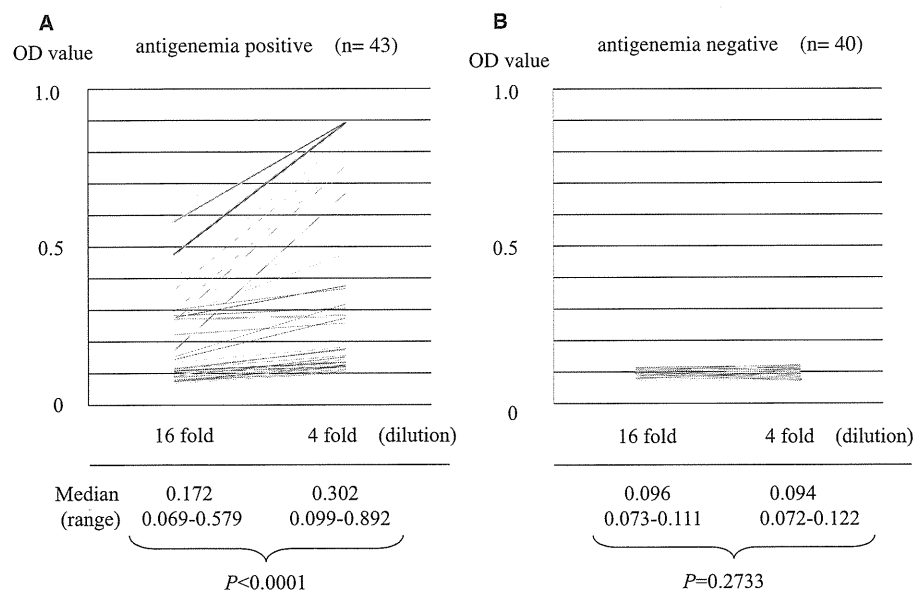 A
OD value
antigenemia positive (n= 43)
1.0
0.5
0
16 fold 4 fold (dilution)
Median 0.172 0.302
(range) 0.069-0.579 0.099-0.892
P<0.0001
B
OD value
antigenemia negative (n= 40)
1.0
0.5
0
16 fold 4 fold (dilution)
0.096 0.094
0.073-0.111 0.072-0.122
P=0.2733